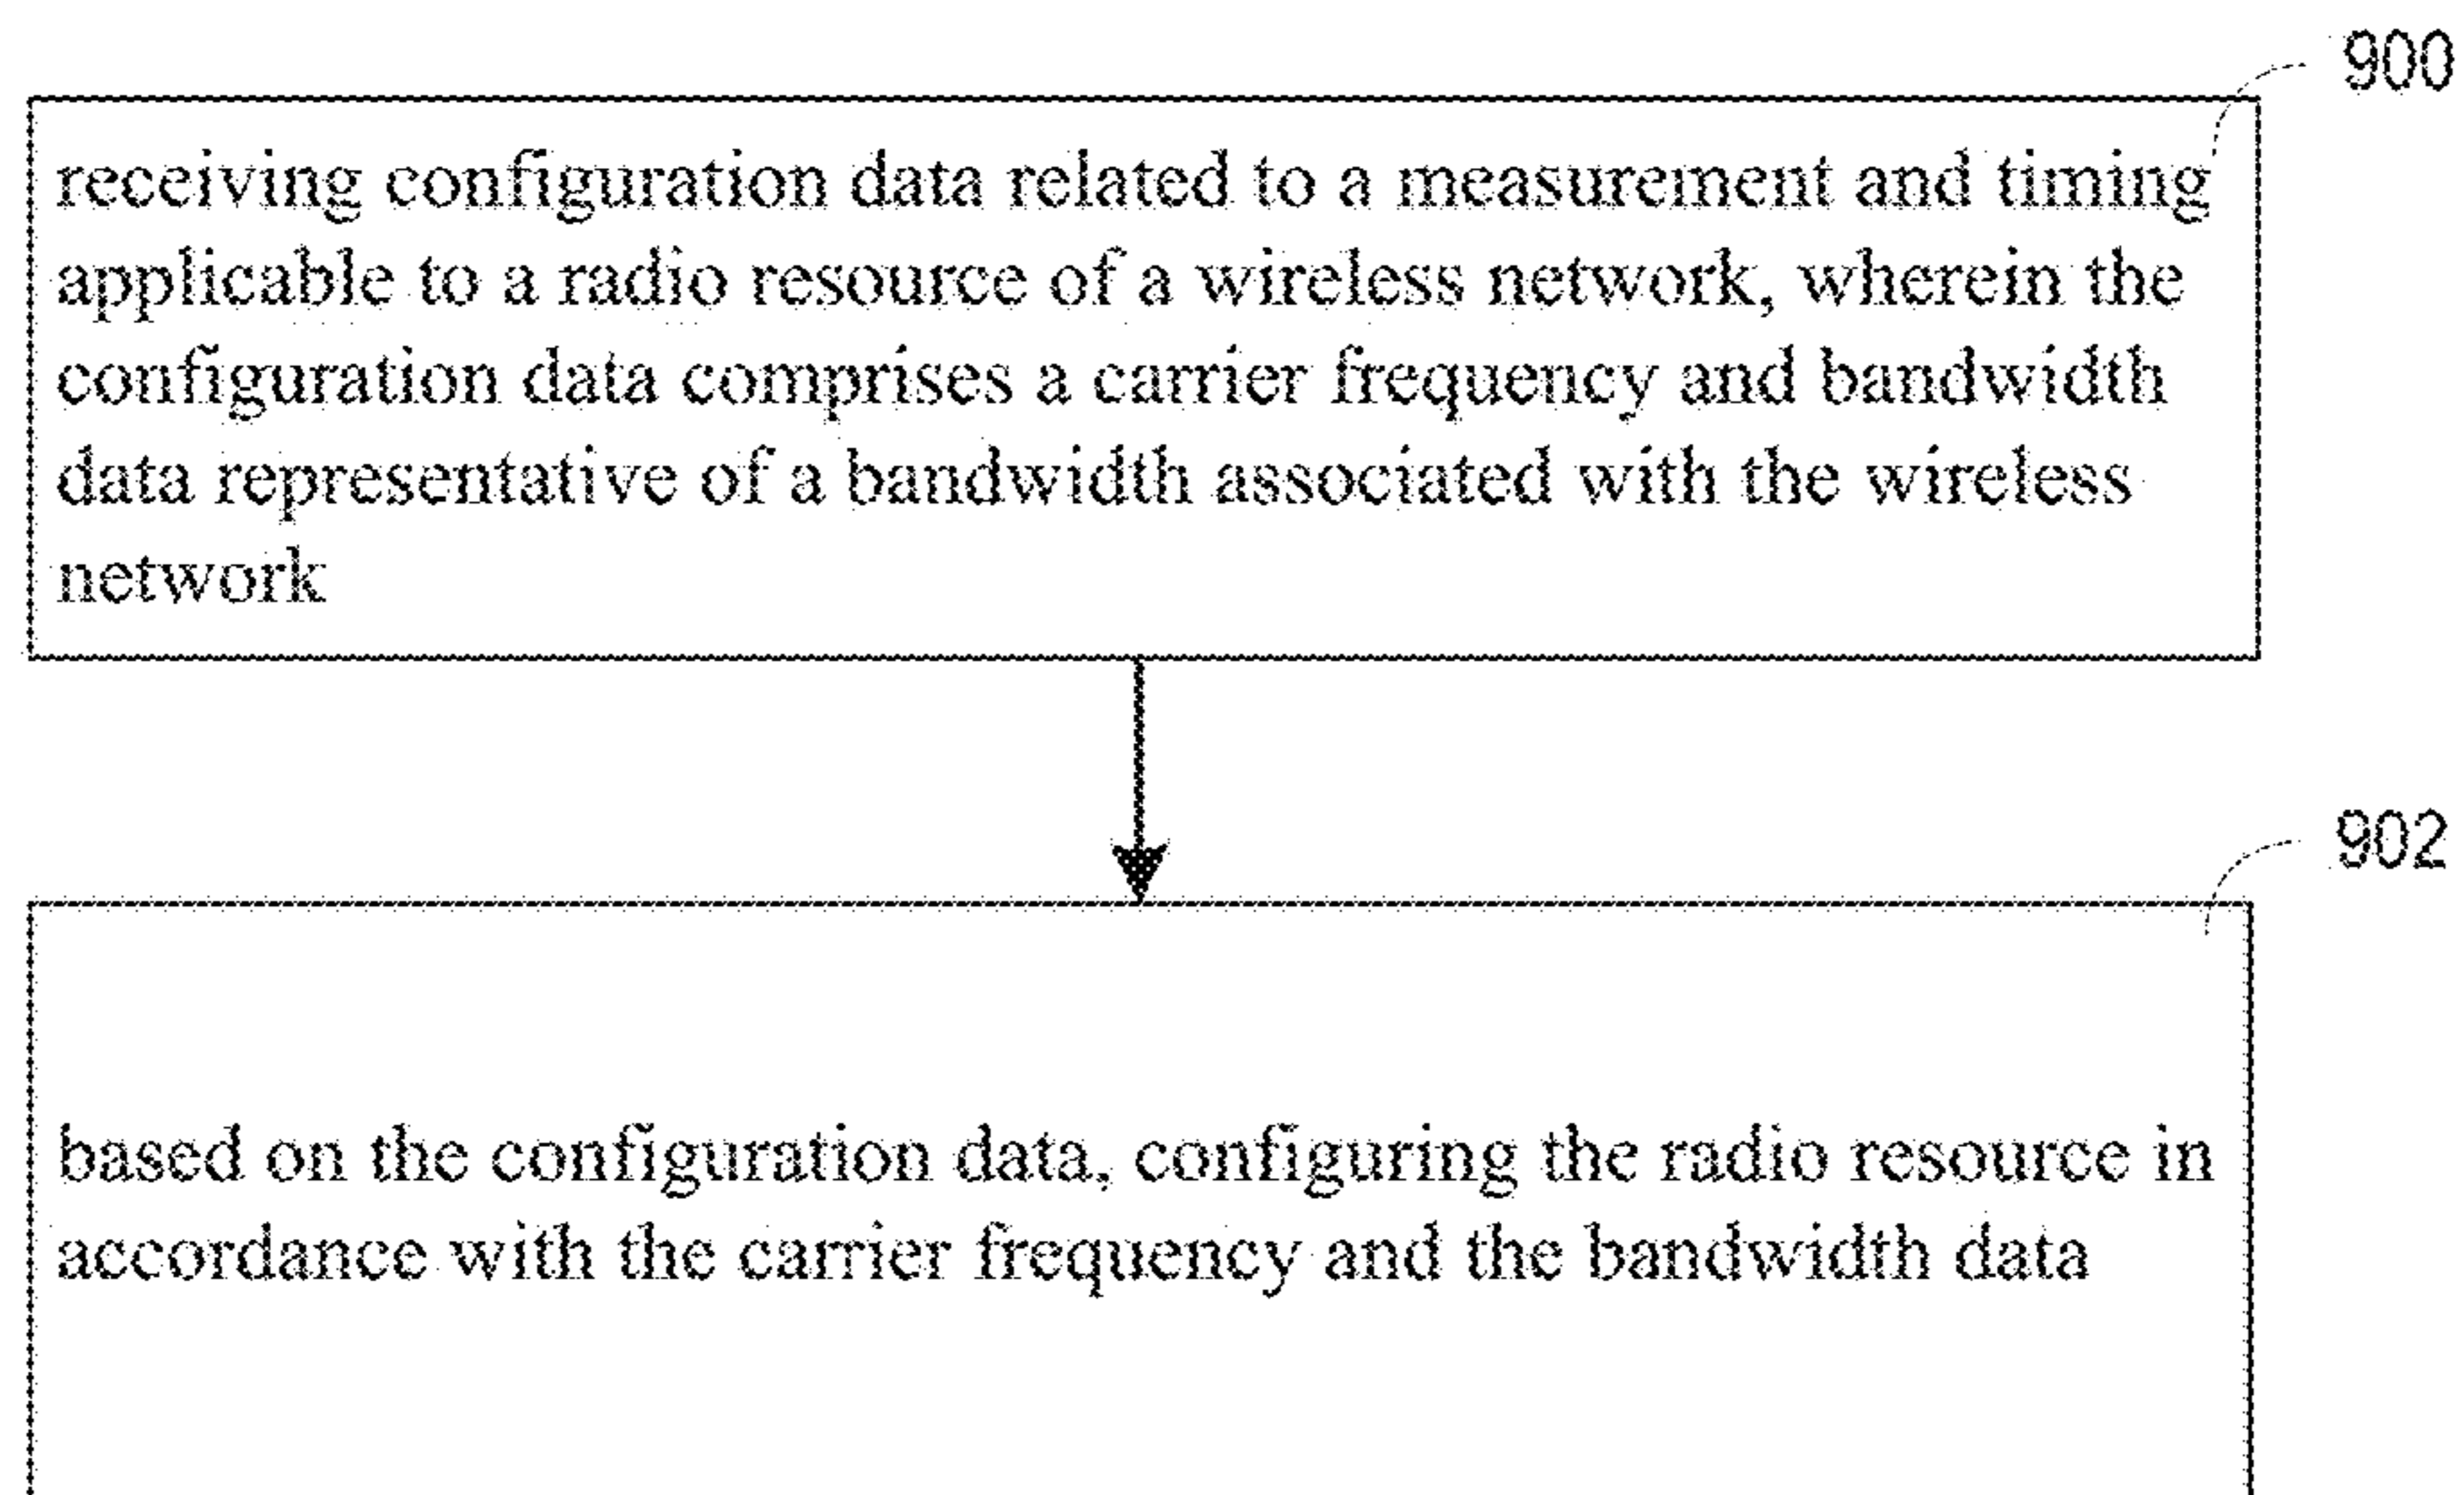 900
receiving configuration data related to a measurement and timing
applicable to a radio resource of a wireless network, wherein the
configuration data comprises a carrier frequency and bandwidth
data representative of a bandwidth associated with the wireless
network
902
based on the configuration data, configuring the radio resource in
accordance with the carrier frequency and the bandwidth data